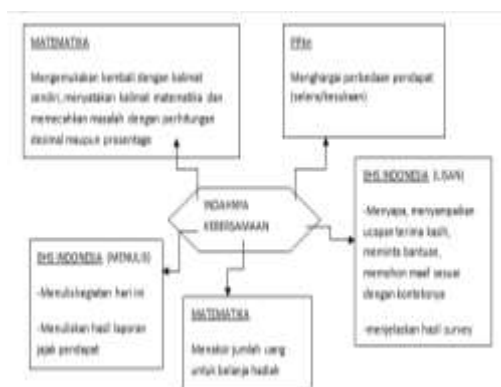 MATEMATIKA
Mengemukakan kembali dengan kalimat
sendiri, menyatakan kalimat matematika dan
memecahkan masalah dengan perhitungan
desimal maupun prosentage
PPkn
Menghargai perbedaan pendapat
(selera/kesukaan)
INDAHNYA
KEBERSAMAAN
BHS INDONESIA (LISAN)
-Menyapa, menyampaikan
ucapan terima kasih,
meminta bantuan,
memohon maaf sesuai
dengan konteksnya
-menjelaskan hasil survey
BHS INDONESIA (MENULIS)
-Menulis kegiatan hari ini
-Menuliskan hasil laporan
jajak pendapat
MATEMATIKA
Menaksir jumlah uang
untuk belanja hadiah